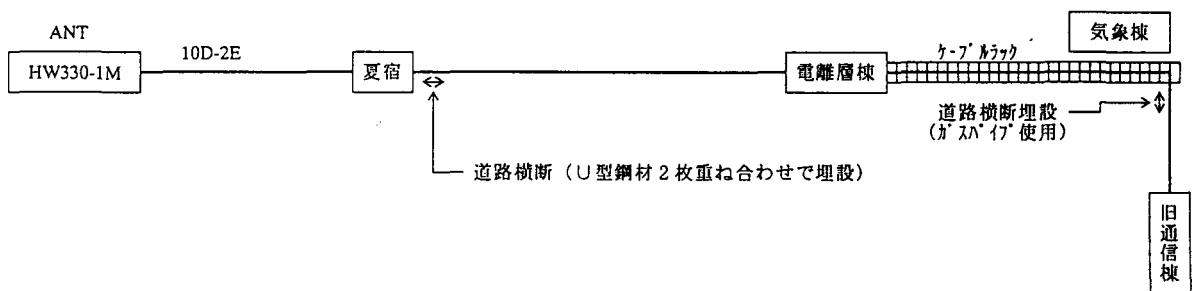 ANT
HW330-1M
10D-2E
夏宿
電離層棟
ケーブルラック
気象棟
道路横断埋設
(ガスパイプ使用)
道路横断(U型鋼材2枚重ね合わせで埋設)
旧通信棟